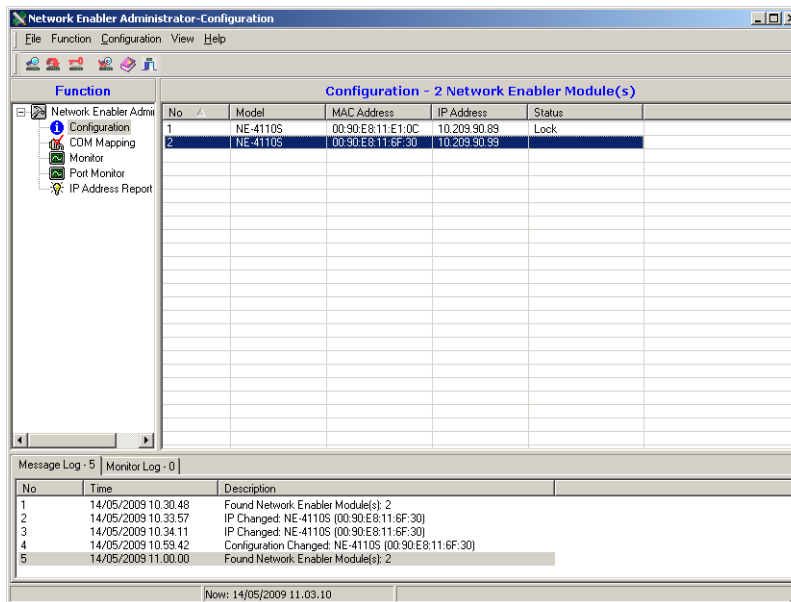 Network Enabler Administrator-Configuration
File Function Configuration View Help
Function
Configuration - 2 Network Enabler Module(s)
Network Enabler Admi
Configuration
COM Mapping
Monitor
Port Monitor
IP Address Report
No Model MAC Address IP Address Status
1 NE-4110S 00:90:E8:11:E1:0C 10.209.90.89 Lock
2 NE-4110S 00:90:E8:11:6F:30 10.209.90.99
Message Log - 5 Monitor Log - 0
No Time Description
1 14/05/2009 10.30.48 Found Network Enabler Module(s): 2
2 14/05/2009 10.33.57 IP Changed: NE-4110S (00:90:E8:11:6F:30)
3 14/05/2009 10.34.11 IP Changed: NE-4110S (00:90:E8:11:6F:30)
4 14/05/2009 10.59.42 Configuration Changed: NE-4110S (00:90:E8:11:6F:30)
5 14/05/2009 11.00.00 Found Network Enabler Module(s): 2
Now: 14/05/2009 11.03.10